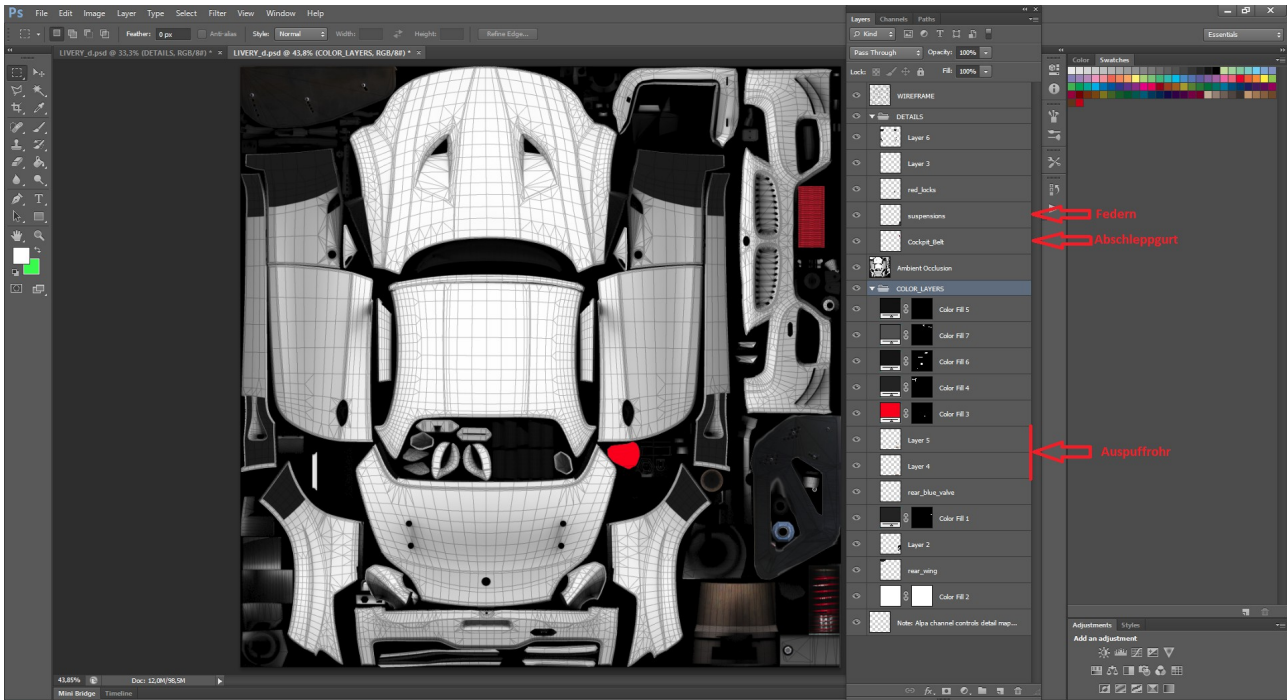 Ps File Edit Image Layer Type Select Filter View Window Help
Feather: 0 px Anti-alias Style: Normal Width: Height: Refine Edge...
Essentials
LIVERY_d.psd @ 33,3% (DETAILS, RGB/8#) * × LIVERY_d.psd @ 43,8% (COLOR_LAYERS, RGB/8#) * ×
Layers Channels Paths
Kind
Pass Through Opacity: 100%
Lock: Fill: 100%
WIREFRAME
DETAILS
Layer 6
Layer 3
red_locks
suspensions
Federn
Cockpit_Belt
Abschleppgurt
Ambient Occlusion
COLOR_LAYERS
Color Fill 5
Color Fill 7
Color Fill 6
Color Fill 4
Color Fill 3
Layer 5
Auspuffrohr
Layer 4
rear_blue_valve
Color Fill 1
Layer 2
rear_wing
Color Fill 2
Note: Alpa channel controls detail map...
Color Swatches
Adjustments Styles
Add an adjustment
43,85% Doc: 12,0M/98,5M
Mini Bridge Timeline